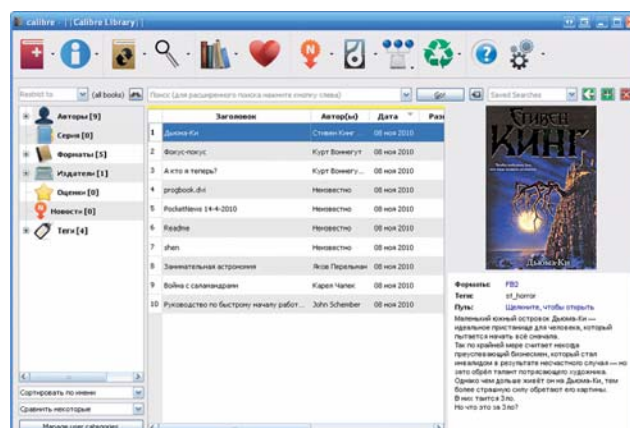 calibre - ||Calibre Library||
Restrict to (all books) Поиск (для расширенного поиска нажмите кнопку слева) Go! Saved Searches
Авторы [9]
Серии [0]
Форматы [5]
Издатели [1]
Оценки [0]
Новости [0]
Теги [4]
Сортировать по имени
Сравнить некоторые
Manage user categories
Заголовок Автор(ы) Дата Раз
1 Дьюма-Ки Стивен Кинг 08 ноя 2010
2 Фокус-покус Курт Воннегут 08 ноя 2010
3 А кто я теперь? Курт Воннегу... 08 ноя 2010
4 progbook.dvi Неизвестно 08 ноя 2010
5 PocketNews 14-4-2010 Неизвестно 08 ноя 2010
6 Readme Неизвестно 08 ноя 2010
7 shen Неизвестно 08 ноя 2010
8 Занимательная астрономия Яков Перельман 08 ноя 2010
9 Война с саламандрами Карел Чапек 08 ноя 2010
10 Руководство по быстрому началу работ... John Schember 08 ноя 2010
СТИВЕН
КИНГ
Дьюма-Ки
Форматы: FB2
Теги: sf_horror
Путь: Щелкните, чтобы открыть
Маленький южный островок Дьюма-Ки —
идеальное пристанище для человека, который
пытается начать всё сначала.
Так по крайней мере считает некогда
преуспевающий бизнесмен, который стал
инвалидом в результате несчастного случая — но
зато обрёл талант потрясающего художника.
Однако чем дольше живёт он на Дьюма-Ки, тем
более страшную силу обретают его картины.
В них таится Зло.
Но что это за Зло?